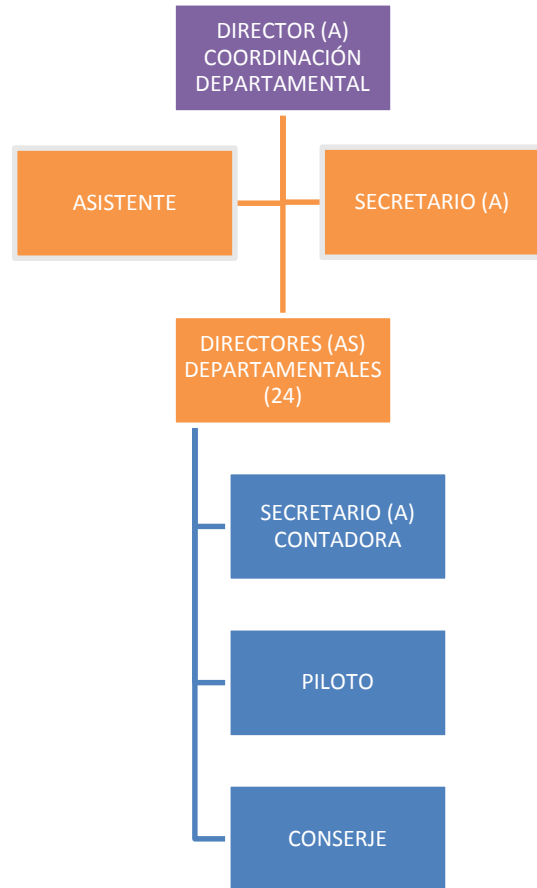 DIRECTOR (A)
COORDINACIÓN
DEPARTAMENTAL
ASISTENTE
SECRETARIO (A)
DIRECTORES (AS)
DEPARTAMENTALES
(24)
SECRETARIO (A)
CONTADORA
PILOTO
CONSERJE